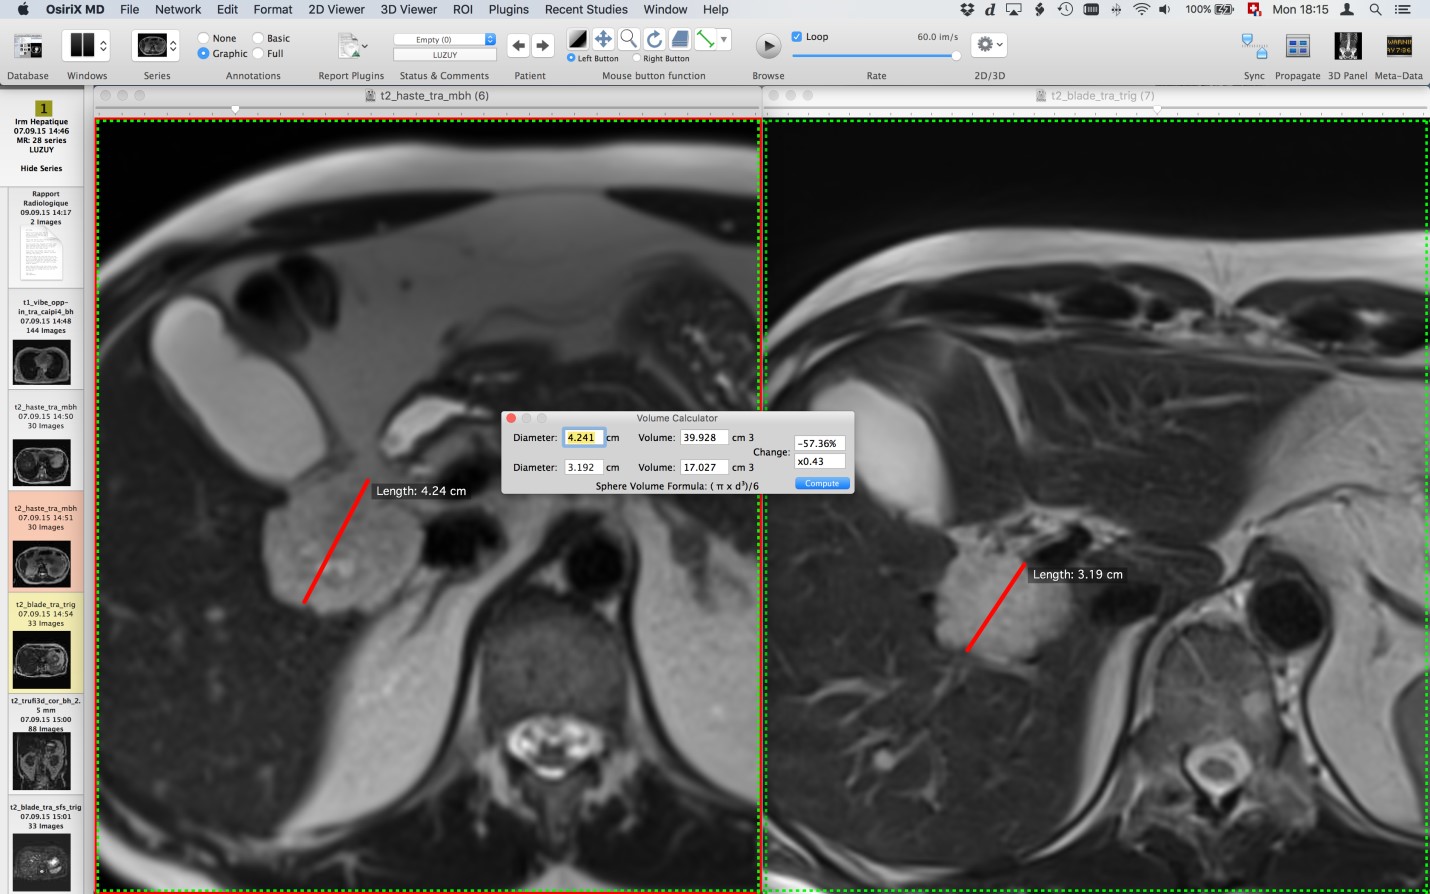 OsiriX MD File Network Edit Format 2D Viewer 3D Viewer ROI Plugins Recent Studies Window Help 100% Mon 18:15
None Basic
Graphic Full
Empty (0)
LUZUY
Left Button Right Button
Loop 60.0 im/s
Database Windows Series Annotations Report Plugins Status & Comments Patient Mouse button function Browse Rate 2D/3D Sync Propagate 3D Panel Meta-Data
t2_haste_tra_mbh (6)
t2_blade_tra_trig (7)
1
Irm Hepatique
07.09.15 14:46
MR: 28 series
LUZUY
Hide Series
Rapport
Radiologique
09.09.15 14:17
2 Images
t1_vibe_opp-
in_tra_caipi4_bh
07.09.15 14:48
144 Images
t2_haste_tra_mbh
07.09.15 14:50
30 Images
t2_haste_tra_mbh
07.09.15 14:51
30 Images
t2_blade_tra_trig
07.09.15 14:54
33 Images
t2_trufi3d_cor_bh_2.
5 mm
07.09.15 15:00
88 Images
t2_blade_tra_sfs_trig
07.09.15 15:01
33 Images
Volume Calculator
Diameter: 4.241 cm Volume: 39.928 cm 3
Change: -57.36%
x0.43
Diameter: 3.192 cm Volume: 17.027 cm 3
Sphere Volume Formula: ( π x d³)/6
Compute
Length: 4.24 cm
Length: 3.19 cm